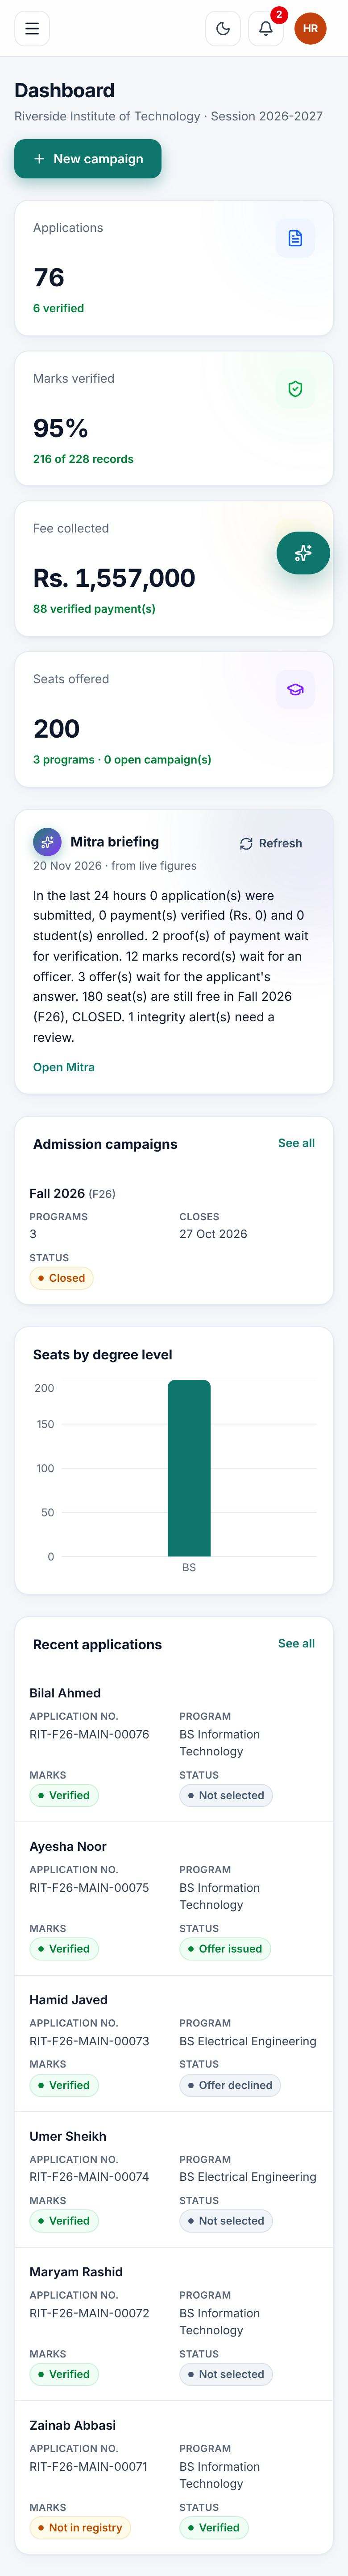 2
HR
Dashboard
Riverside Institute of Technology · Session 2026-2027
New campaign
Applications
76
6 verified
Marks verified
95%
216 of 228 records
Fee collected
Rs. 1,557,000
88 verified payment(s)
Seats offered
200
3 programs · 0 open campaign(s)
Mitra briefing
Refresh
20 Nov 2026 · from live figures
In the last 24 hours 0 application(s) were
submitted, 0 payment(s) verified (Rs. 0) and 0
student(s) enrolled. 2 proof(s) of payment wait
for verification. 12 marks record(s) wait for an
officer. 3 offer(s) wait for the applicant's
answer. 180 seat(s) are still free in Fall 2026
(F26), CLOSED. 1 integrity alert(s) need a
review.
Open Mitra
Admission campaigns See all
Fall 2026 (F26)
PROGRAMS CLOSES
3 27 Oct 2026
STATUS
Closed
Seats by degree level
200
150
100
50
0
BS
Recent applications See all
Bilal Ahmed
APPLICATION NO. PROGRAM
RIT-F26-MAIN-00076 BS Information
Technology
MARKS STATUS
Verified Not selected
Ayesha Noor
APPLICATION NO. PROGRAM
RIT-F26-MAIN-00075 BS Information
Technology
MARKS STATUS
Verified Offer issued
Hamid Javed
APPLICATION NO. PROGRAM
RIT-F26-MAIN-00073 BS Electrical Engineering
MARKS STATUS
Verified Offer declined
Umer Sheikh
APPLICATION NO. PROGRAM
RIT-F26-MAIN-00074 BS Electrical Engineering
MARKS STATUS
Verified Not selected
Maryam Rashid
APPLICATION NO. PROGRAM
RIT-F26-MAIN-00072 BS Information
Technology
MARKS STATUS
Verified Not selected
Zainab Abbasi
APPLICATION NO. PROGRAM
RIT-F26-MAIN-00071 BS Information
Technology
MARKS STATUS
Not in registry Verified